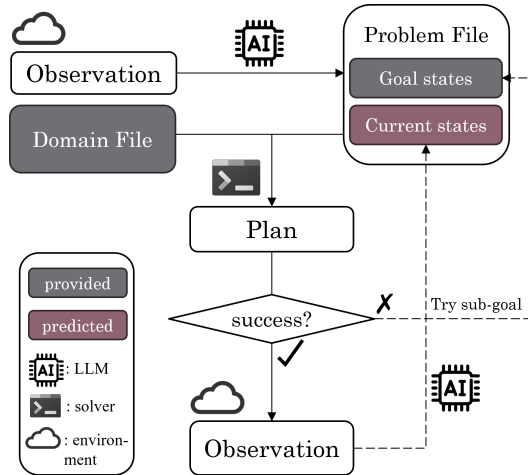 Observation
AI
Problem File
Goal states
Current states
Domain File
>_
Plan
success?
✗
Try sub-goal
✓
AI
Observation
provided
predicted
AI : LLM
>_ : solver
: environ-
ment